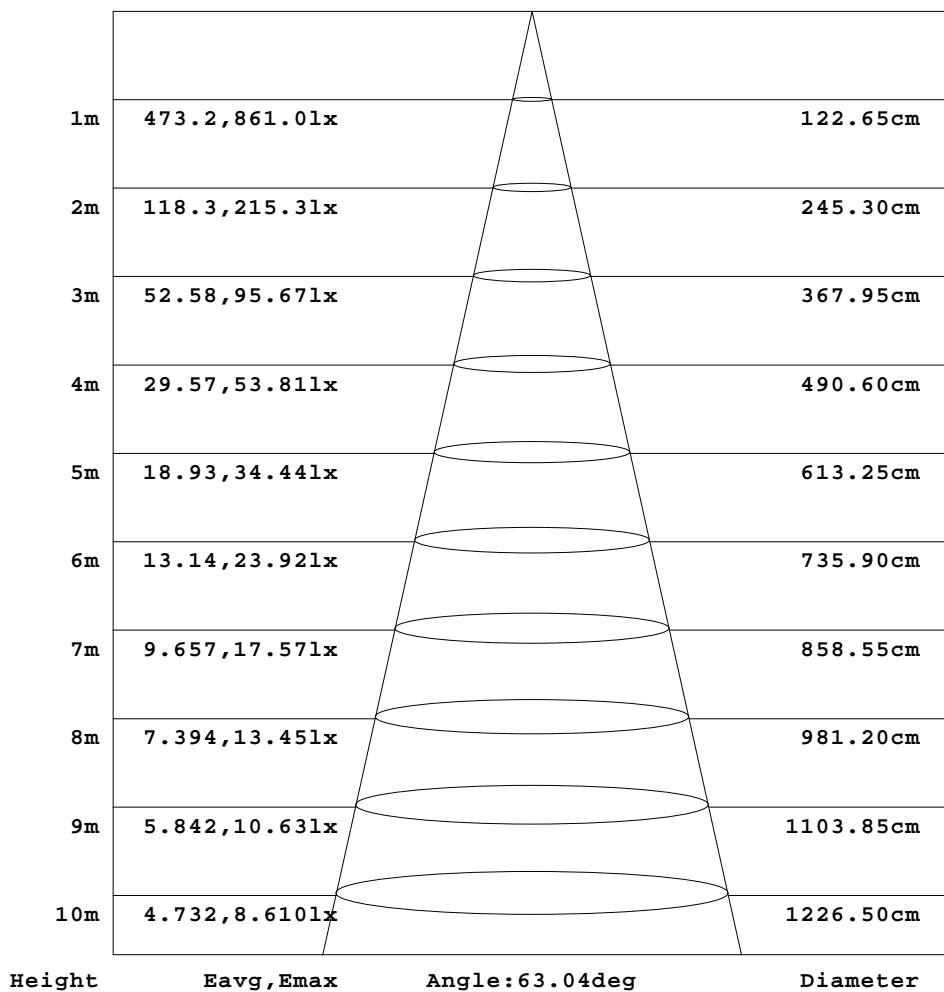 1m 473.2,861.0lx 122.65cm
2m 118.3,215.3lx 245.30cm
3m 52.58,95.67lx 367.95cm
4m 29.57,53.81lx 490.60cm
5m 18.93,34.44lx 613.25cm
6m 13.14,23.92lx 735.90cm
7m 9.657,17.57lx 858.55cm
8m 7.394,13.45lx 981.20cm
9m 5.842,10.63lx 1103.85cm
10m 4.732,8.610lx 1226.50cm
Height Eavg,Emax Angle:63.04deg Diameter